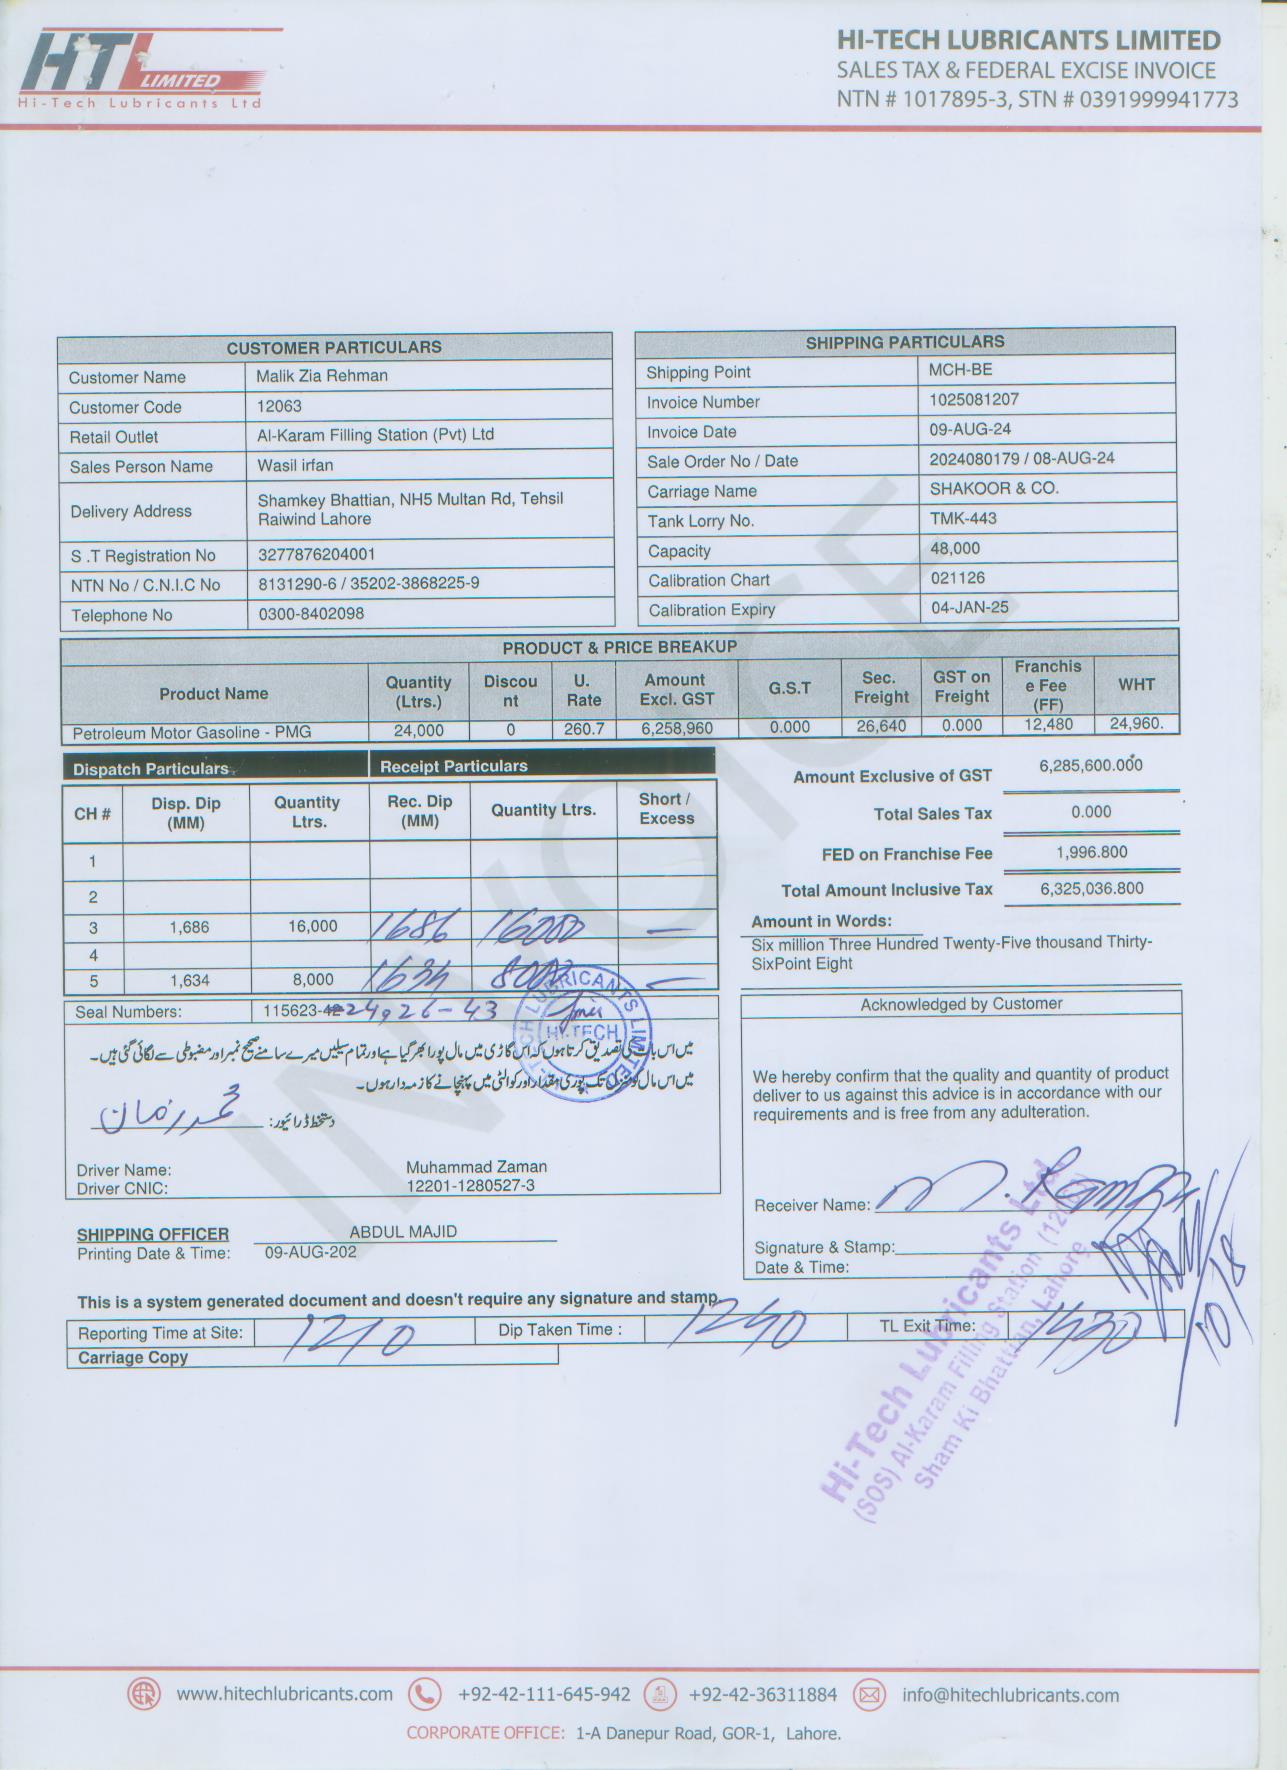 HTL LIMITED
Hi-Tech Lubricants Ltd
HI-TECH LUBRICANTS LIMITED
SALES TAX & FEDERAL EXCISE INVOICE
NTN # 1017895-3, STN # 0391999941773
INVOICE
CUSTOMER PARTICULARS
Customer Name Malik Zia Rehman
Customer Code 12063
Retail Outlet Al-Karam Filling Station (Pvt) Ltd
Sales Person Name Wasil irfan
Delivery Address Shamkey Bhattian, NH5 Multan Rd, Tehsil
Raiwind Lahore
S .T Registration No 3277876204001
NTN No / C.N.I.C No 8131290-6 / 35202-3868225-9
Telephone No 0300-8402098
SHIPPING PARTICULARS
Shipping Point MCH-BE
Invoice Number 1025081207
Invoice Date 09-AUG-24
Sale Order No / Date 2024080179 / 08-AUG-24
Carriage Name SHAKOOR & CO.
Tank Lorry No. TMK-443
Capacity 48,000
Calibration Chart 021126
Calibration Expiry 04-JAN-25
PRODUCT & PRICE BREAKUP
Product Name Quantity (Ltrs.) Discou nt U. Rate Amount Excl. GST G.S.T Sec. Freight GST on Freight Franchis e Fee (FF) WHT
Petroleum Motor Gasoline - PMG 24,000 0 260.7 6,258,960 0.000 26,640 0.000 12,480 24,960.
Dispatch Particulars Receipt Particulars
CH # Disp. Dip (MM) Quantity Ltrs. Rec. Dip (MM) Quantity Ltrs. Short / Excess
1
2
3 1,686 16,000 1686 16000 —
4
5 1,634 8,000 1634 8000 —
Amount Exclusive of GST 6,285,600.000
Total Sales Tax 0.000
FED on Franchise Fee 1,996.800
Total Amount Inclusive Tax 6,325,036.800
Amount in Words:
Six million Three Hundred Twenty-Five thousand Thirty-
SixPoint Eight
Seal Numbers: 115623-24,26-43
HI-TECH LUBRICANTS LIMITED
HI-TECH
میں اس بات کی تصدیق کرتا ہوں کہ اس گاڑی میں مال پورا بھر گیا ہے اور تمام سیلیں میرے سامنے صحیح نمبر اور مضبوطی سے لگائی گئی ہیں۔
میں اس مال کو منزل تک پوری مقدار اور کوالٹی میں پہنچانے کا ذمہ دار ہوں۔
دستخط ڈرائیور: محمد زمان
Driver Name: Muhammad Zaman
Driver CNIC: 12201-1280527-3
Acknowledged by Customer
We hereby confirm that the quality and quantity of product
deliver to us against this advice is in accordance with our
requirements and is free from any adulteration.
Receiver Name:
Signature & Stamp:
Date & Time:
10/8
SHIPPING OFFICER ABDUL MAJID
Printing Date & Time: 09-AUG-202
This is a system generated document and doesn't require any signature and stamp.
Reporting Time at Site: 1210 Dip Taken Time : 1240 TL Exit Time: 1430
Carriage Copy
Hi-Tech Lubricants Ltd
(SOS) Al-Karam Filling Station
Sham Ki Bhattian, Lahore
www.hitechlubricants.com +92-42-111-645-942 +92-42-36311884 info@hitechlubricants.com
CORPORATE OFFICE: 1-A Danepur Road, GOR-1, Lahore.